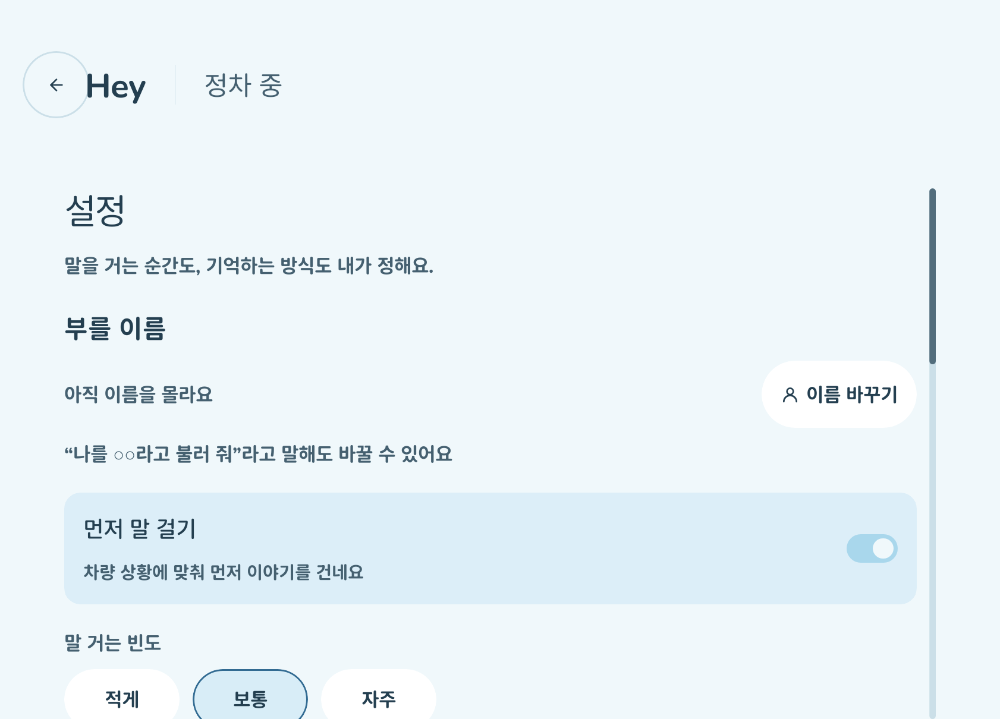 Hey
정차 중
설정
말을 거는 순간도, 기억하는 방식도 내가 정해요.
부를 이름
아직 이름을 몰라요
이름 바꾸기
“나를 ○○라고 불러 줘”라고 말해도 바꿀 수 있어요
먼저 말 걸기
차량 상황에 맞춰 먼저 이야기를 건네요
말 거는 빈도
적게
보통
자주